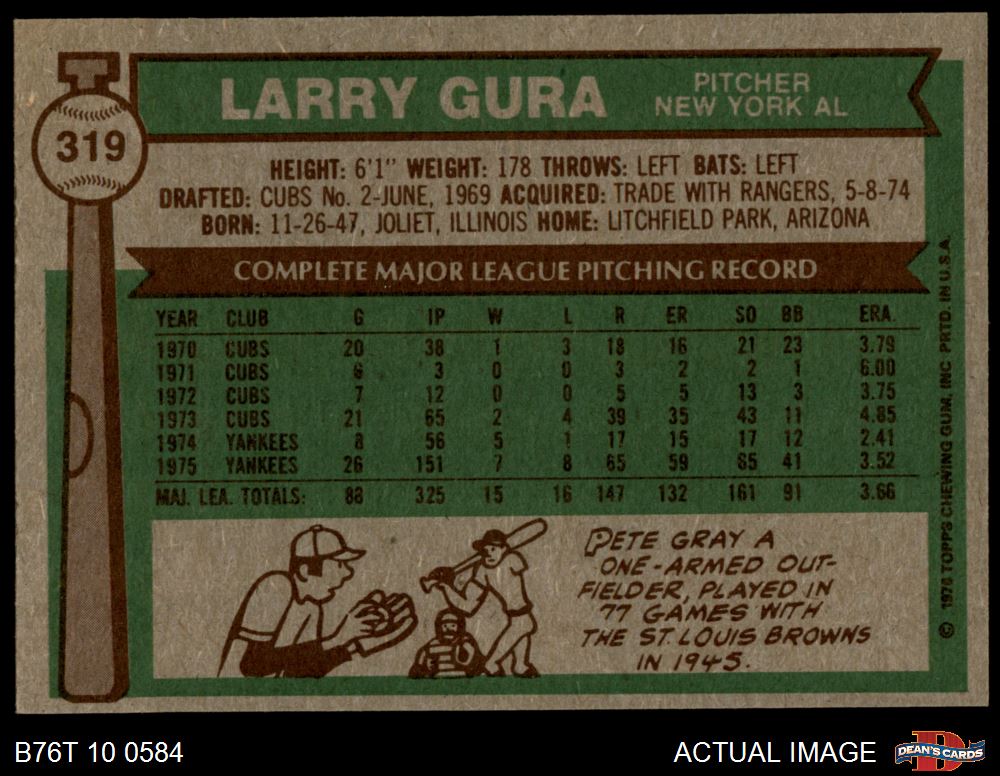 319
LARRY GURA
PITCHER
NEW YORK AL
HEIGHT: 6'1" WEIGHT: 178 THROWS: LEFT BATS: LEFT
DRAFTED: CUBS No. 2-JUNE, 1969 ACQUIRED: TRADE WITH RANGERS, 5-8-74
BORN: 11-26-47, JOLIET, ILLINOIS HOME: LITCHFIELD PARK, ARIZONA
COMPLETE MAJOR LEAGUE PITCHING RECORD
YEAR CLUB G IP W L R ER SO BB ERA.
1970 CUBS 20 38 1 3 18 16 21 23 3.79
1971 CUBS 6 3 0 0 3 2 2 1 6.00
1972 CUBS 7 12 0 0 5 5 13 3 3.75
1973 CUBS 21 65 2 4 39 35 43 11 4.85
1974 YANKEES 8 56 5 1 17 15 17 12 2.41
1975 YANKEES 26 151 7 8 65 59 65 41 3.52
MAJ. LEA. TOTALS: 88 325 15 16 147 132 161 91 3.66
PETE GRAY A
ONE-ARMED OUT-
FIELDER, PLAYED IN
77 GAMES WITH
THE ST. LOUIS BROWNS
IN 1945.
© 1976 TOPPS CHEWING GUM, INC PRTD. IN U.S.A.
B76T 10 0584
ACTUAL IMAGE
DEAN'S CARDS